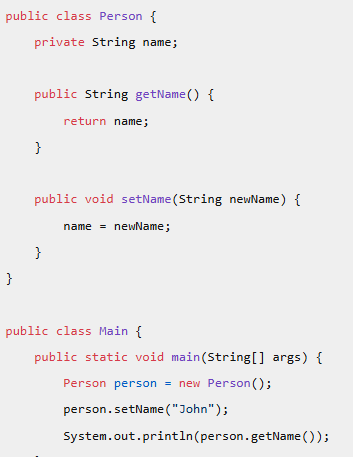 public class Person {
    private String name;
    public String getName() {
        return name;
    }
    public void setName(String newName) {
        name = newName;
    }
}
public class Main {
    public static void main(String[] args) {
        Person person = new Person();
        person.setName("John");
        System.out.println(person.getName());